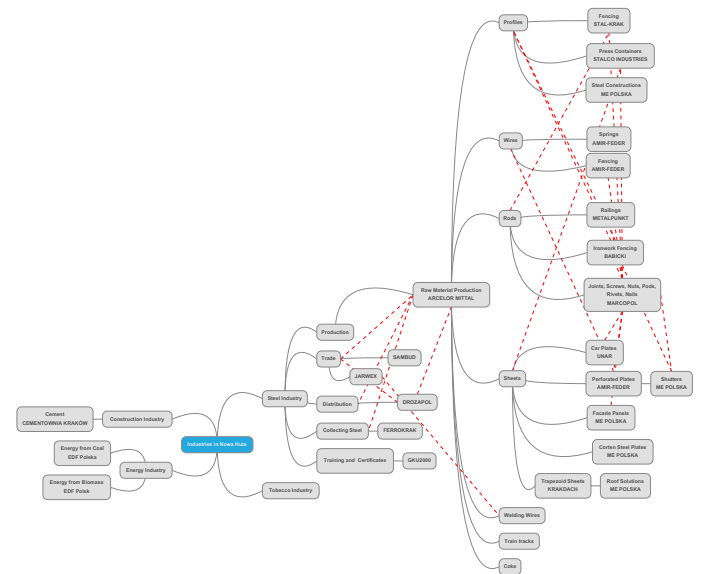 Profiles
Fencing
STAL-KRAK
Press Containers
STALCO INDUSTRIES
Steel Constructions
ME POLSKA
Wires
Springs
AMIR-FEDER
Fencing
AMIR-FEDER
Rods
Railings
METALPUNKT
Ironwork Fencing
BABICKI
Joints, Screws, Nuts, Pods,
Rivets, Nails
MARCOPOL
Raw Material Production
ARCELOR MITTAL
Production
Trade
SAMBUD
JARWEX
Steel Industry
Distribution
DROZAPOL
Collecting Steel
FERROKRAK
Training and Certificates
GKU2000
Sheets
Car Plates
UNAR
Perforated Plates
AMIR-FEDER
Shutters
ME POLSKA
Facade Panels
ME POLSKA
Corten Steel Plates
ME POLSKA
Trapezoid Sheets
KRAKDACH
Roof Solutions
ME POLSKA
Cement
CEMENTOWNIA KRAKÓW
Construction Industry
Industries in Nowa Huta
Energy from Coal
EDF Polska
Energy Industry
Energy from Biomass
EDF Polsk
Tobacco Industry
Welding Wires
Train tracks
Coke